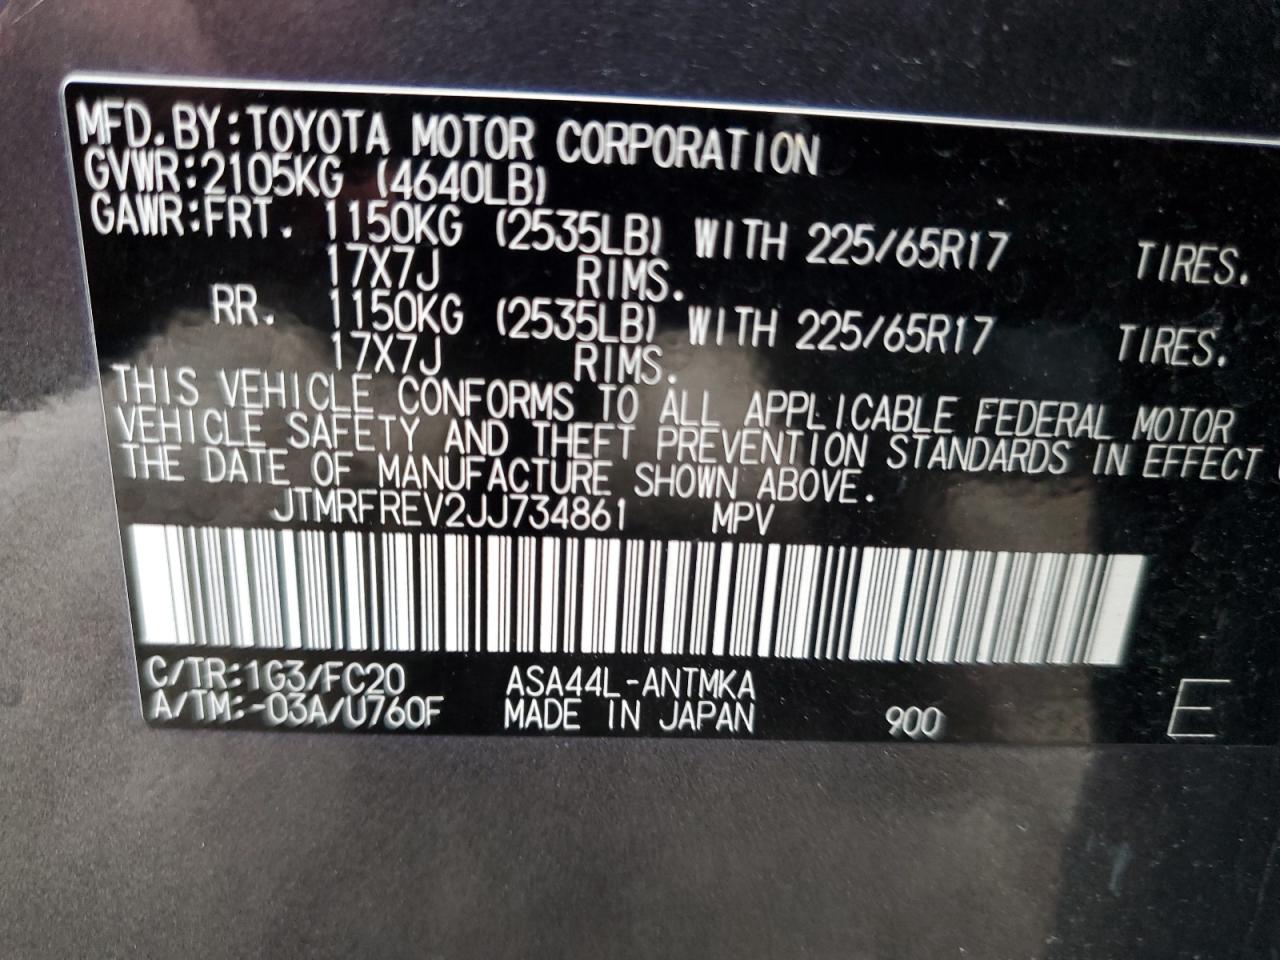 MFD.BY:TOYOTA MOTOR CORPORATION
GVWR:2105KG (4640LB)
GAWR:FRT. 1150KG (2535LB) WITH 225/65R17 TIRES.
17X7J RIMS.
RR. 1150KG (2535LB) WITH 225/65R17 TIRES.
17X7J RIMS.
THIS VEHICLE CONFORMS TO ALL APPLICABLE FEDERAL MOTOR
VEHICLE SAFETY AND THEFT PREVENTION STANDARDS IN EFFECT
THE DATE OF MANUFACTURE SHOWN ABOVE.
JTMRFREV2JJ734861 MPV
C/TR:1G3/FC20 ASA44L-ANTMKA
A/TM:-03A/U760F MADE IN JAPAN 900 E